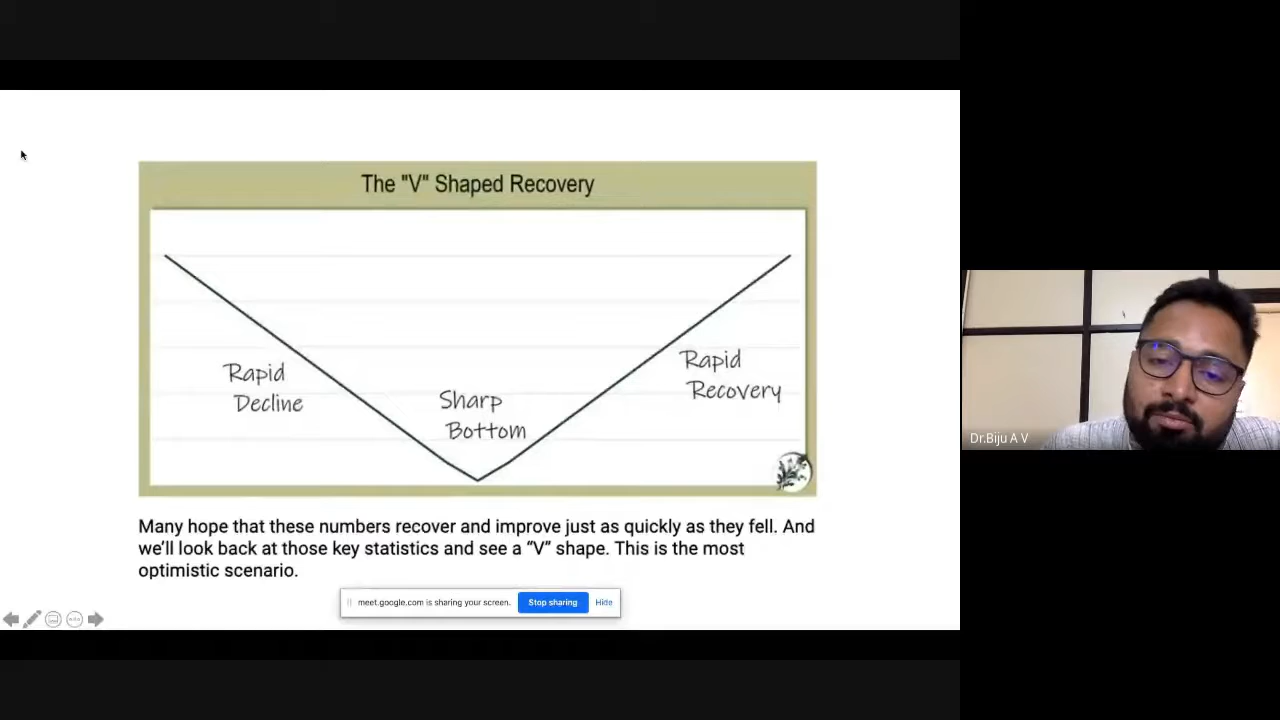 The "V" Shaped Recovery
Rapid
Decline
Sharp
Bottom
Rapid
Recovery
Many hope that these numbers recover and improve just as quickly as they fell. And
we’ll look back at those key statistics and see a “V” shape. This is the most
optimistic scenario.
meet.google.com is sharing your screen.
Stop sharing
Hide
Dr.Biju A V